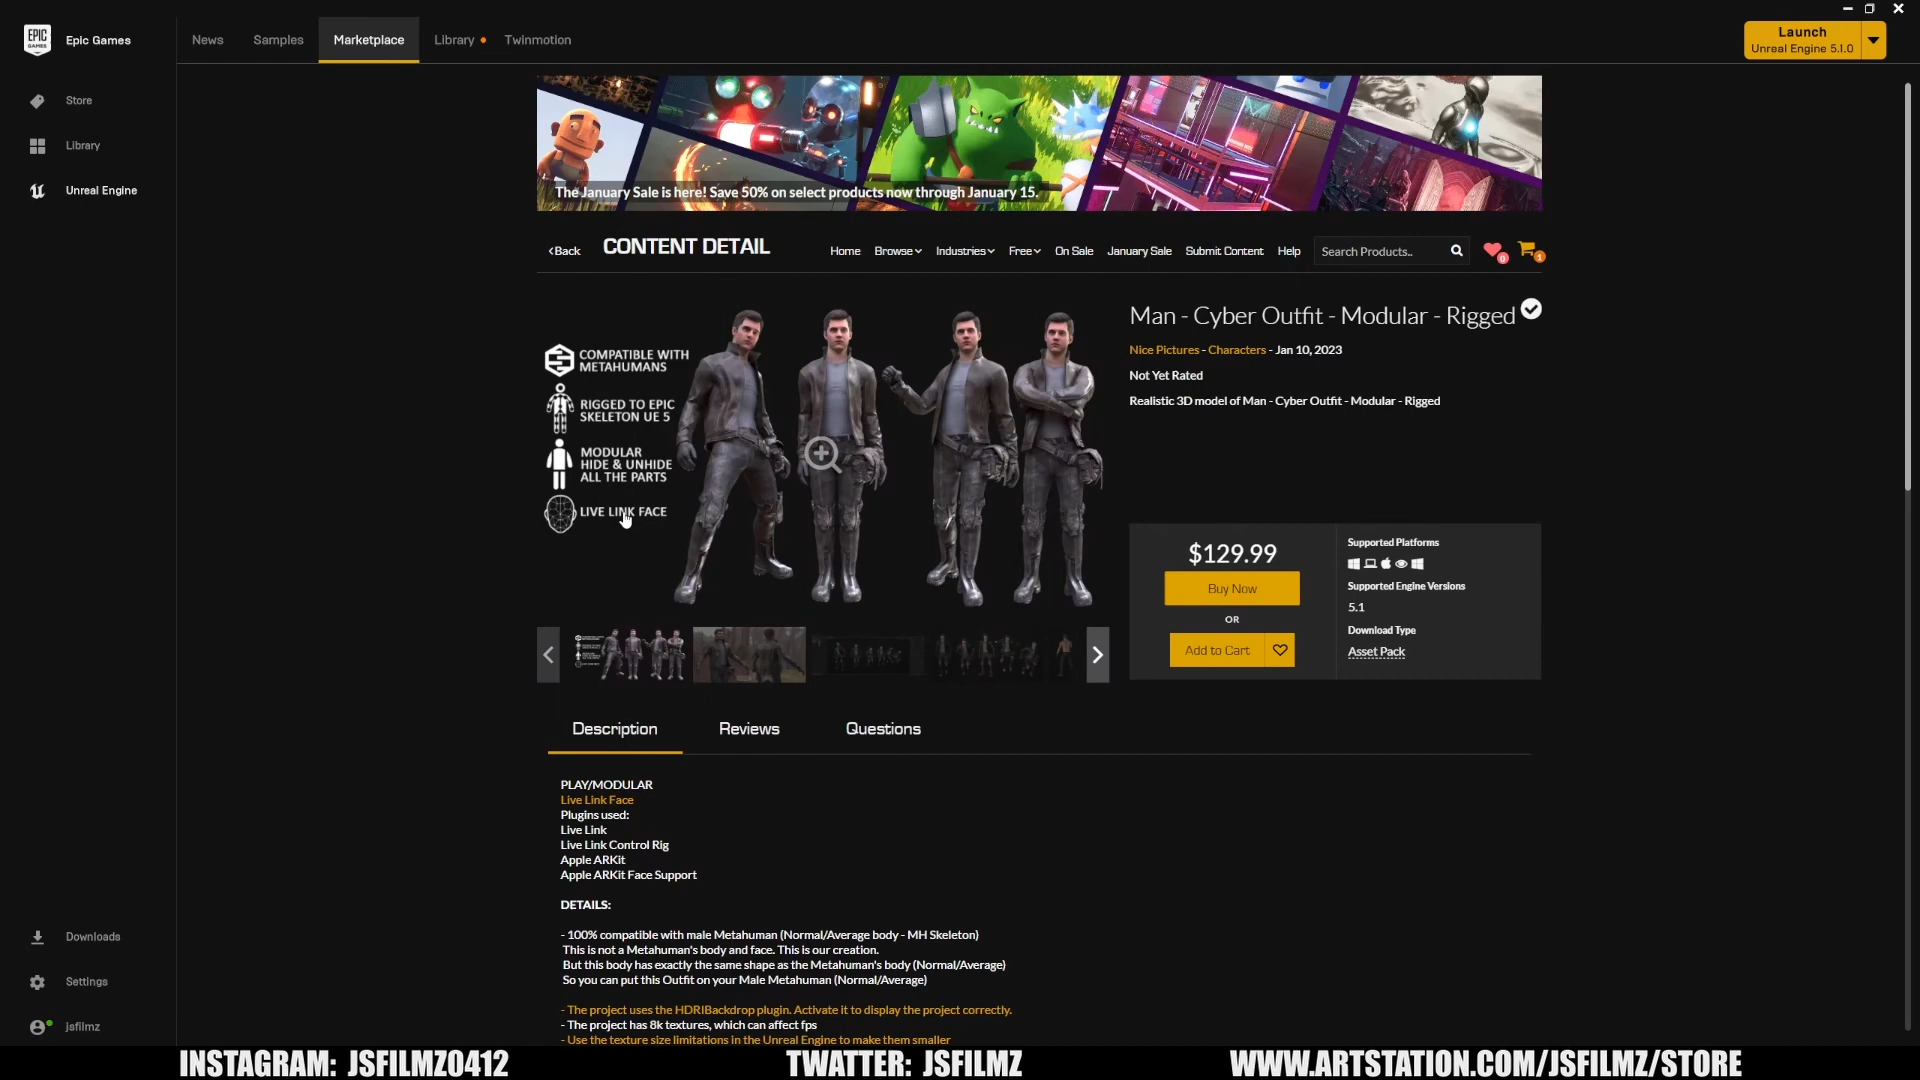 EPIC GAMES
Epic Games
News
Samples
Marketplace
Library
Twinmotion
Launch
Unreal Engine 5.1.0
Store
Library
Unreal Engine
The January Sale is here! Save 50% on select products now through January 15.
Back
CONTENT DETAIL
Home
Browse
Industries
Free
On Sale
January Sale
Submit Content
Help
Search Products..
0
1
COMPATIBLE WITH
METAHUMANS
RIGGED TO EPIC
SKELETON UE 5
MODULAR
HIDE & UNHIDE
ALL THE PARTS
LIVE LINK FACE
Man - Cyber Outfit - Modular - Rigged
Nice Pictures - Characters - Jan 10, 2023
Not Yet Rated
Realistic 3D model of Man - Cyber Outfit - Modular - Rigged
$129.99
Buy Now
OR
Add to Cart
Supported Platforms
Supported Engine Versions
5.1
Download Type
Asset Pack
Description
Reviews
Questions
PLAY/MODULAR
Live Link Face
Plugins used:
Live Link
Live Link Control Rig
Apple ARKit
Apple ARKit Face Support
DETAILS:
- 100% compatible with male Metahuman (Normal/Average body - MH Skeleton)
This is not a Metahuman's body and face. This is our creation.
But this body has exactly the same shape as the Metahuman's body (Normal/Average)
So you can put this Outfit on your Male Metahuman (Normal/Average)
- The project uses the HDRIBackdrop plugin. Activate it to display the project correctly.
- The project has 8k textures, which can affect fps
- Use the texture size limitations in the Unreal Engine to make them smaller
Downloads
Settings
jsfilmz
INSTAGRAM: JSFILMZ0412
TWATTER: JSFILMZ
WWW.ARTSTATION.COM/JSFILMZ/STORE